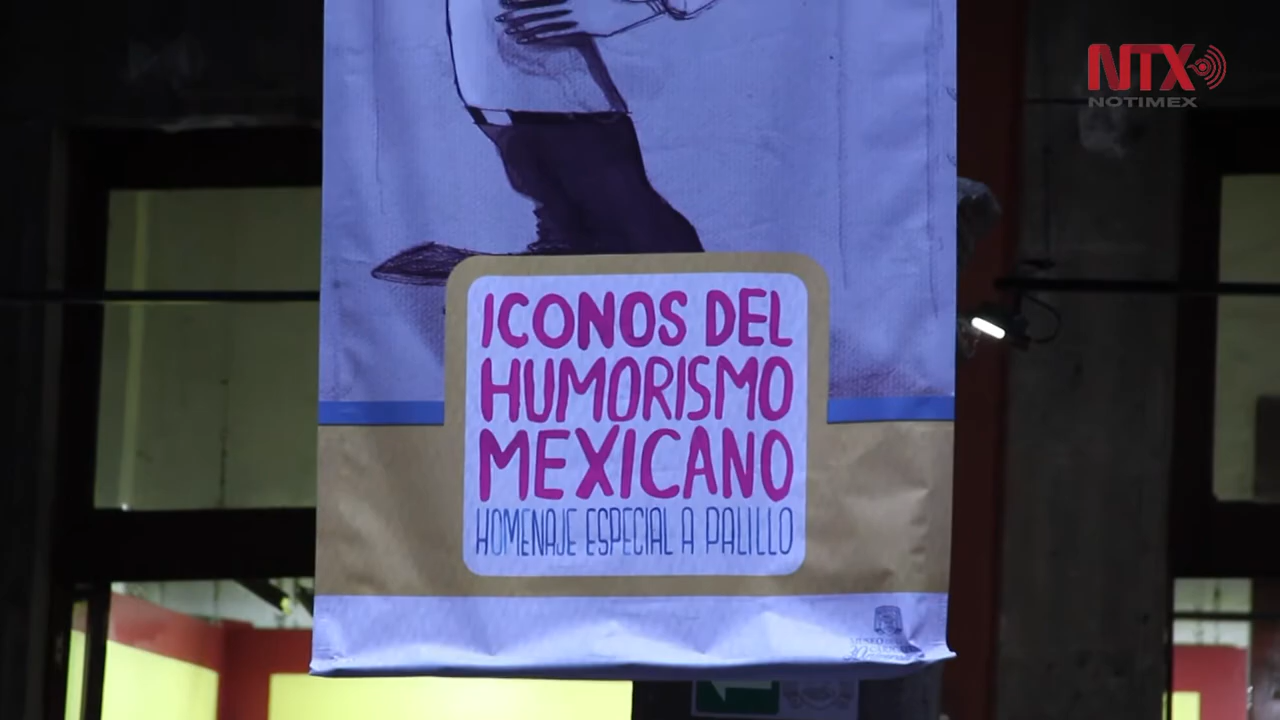 NTX
NOTIMEX
ICONOS DEL
HUMORISMO
MEXICANO
HOMENAJE ESPECIAL A PALILLO